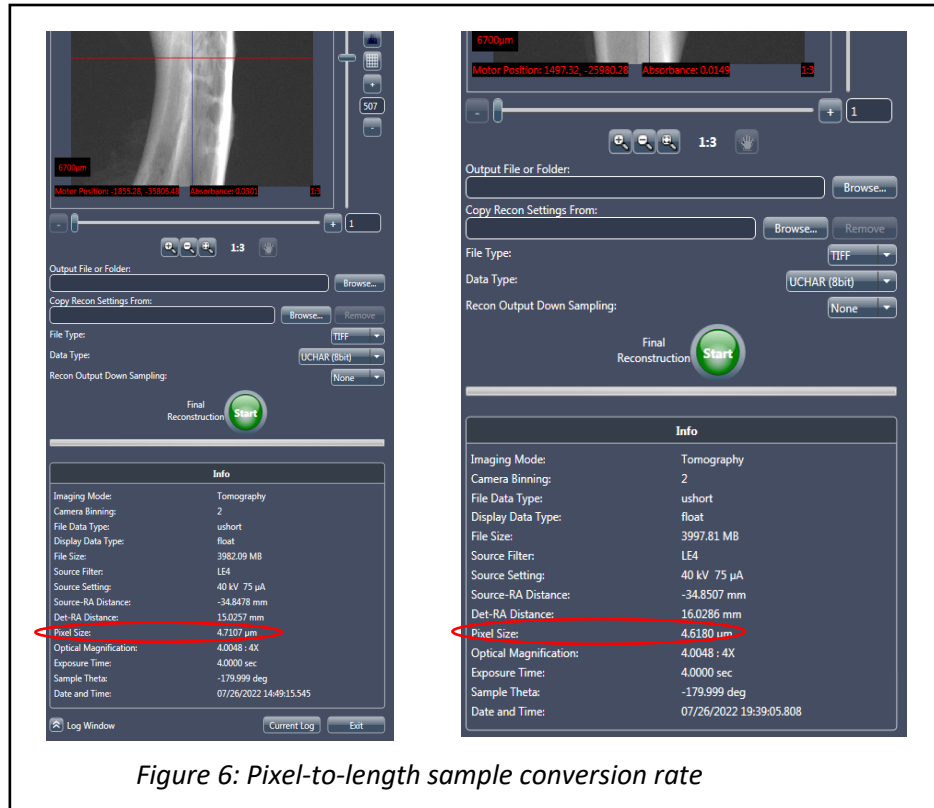 6700µm
Motor Position: -1855.28, -35806.48 Absorbance: 0.0301 1:3
+
507
-
- + 1
1:3
Output File or Folder:
Browse...
Copy Recon Settings From:
Browse... Remove
File Type: TIFF
Data Type: UCHAR (8bit)
Recon Output Down Sampling: None
Final
Reconstruction Start
Info
Imaging Mode: Tomography
Camera Binning: 2
File Data Type: ushort
Display Data Type: float
File Size: 3982.09 MB
Source Filter: LE4
Source Setting: 40 kV 75 µA
Source-RA Distance: -34.8478 mm
Det-RA Distance: 15.0257 mm
Pixel Size: 4.7107 µm
Optical Magnification: 4.0048 : 4X
Exposure Time: 4.0000 sec
Sample Theta: -179.999 deg
Date and Time: 07/26/2022 14:49:15.545
Log Window Current Log Exit
6700µm
Motor Position: 1497.32, -25980.28 Absorbance: 0.0149 1:3
- + 1
1:3
Output File or Folder:
Browse...
Copy Recon Settings From:
Browse... Remove
File Type: TIFF
Data Type: UCHAR (8bit)
Recon Output Down Sampling: None
Final
Reconstruction Start
Info
Imaging Mode: Tomography
Camera Binning: 2
File Data Type: ushort
Display Data Type: float
File Size: 3997.81 MB
Source Filter: LE4
Source Setting: 40 kV 75 µA
Source-RA Distance: -34.8507 mm
Det-RA Distance: 16.0286 mm
Pixel Size: 4.6180 µm
Optical Magnification: 4.0048 : 4X
Exposure Time: 4.0000 sec
Sample Theta: -179.999 deg
Date and Time: 07/26/2022 19:39:05.808
Figure 6: Pixel-to-length sample conversion rate